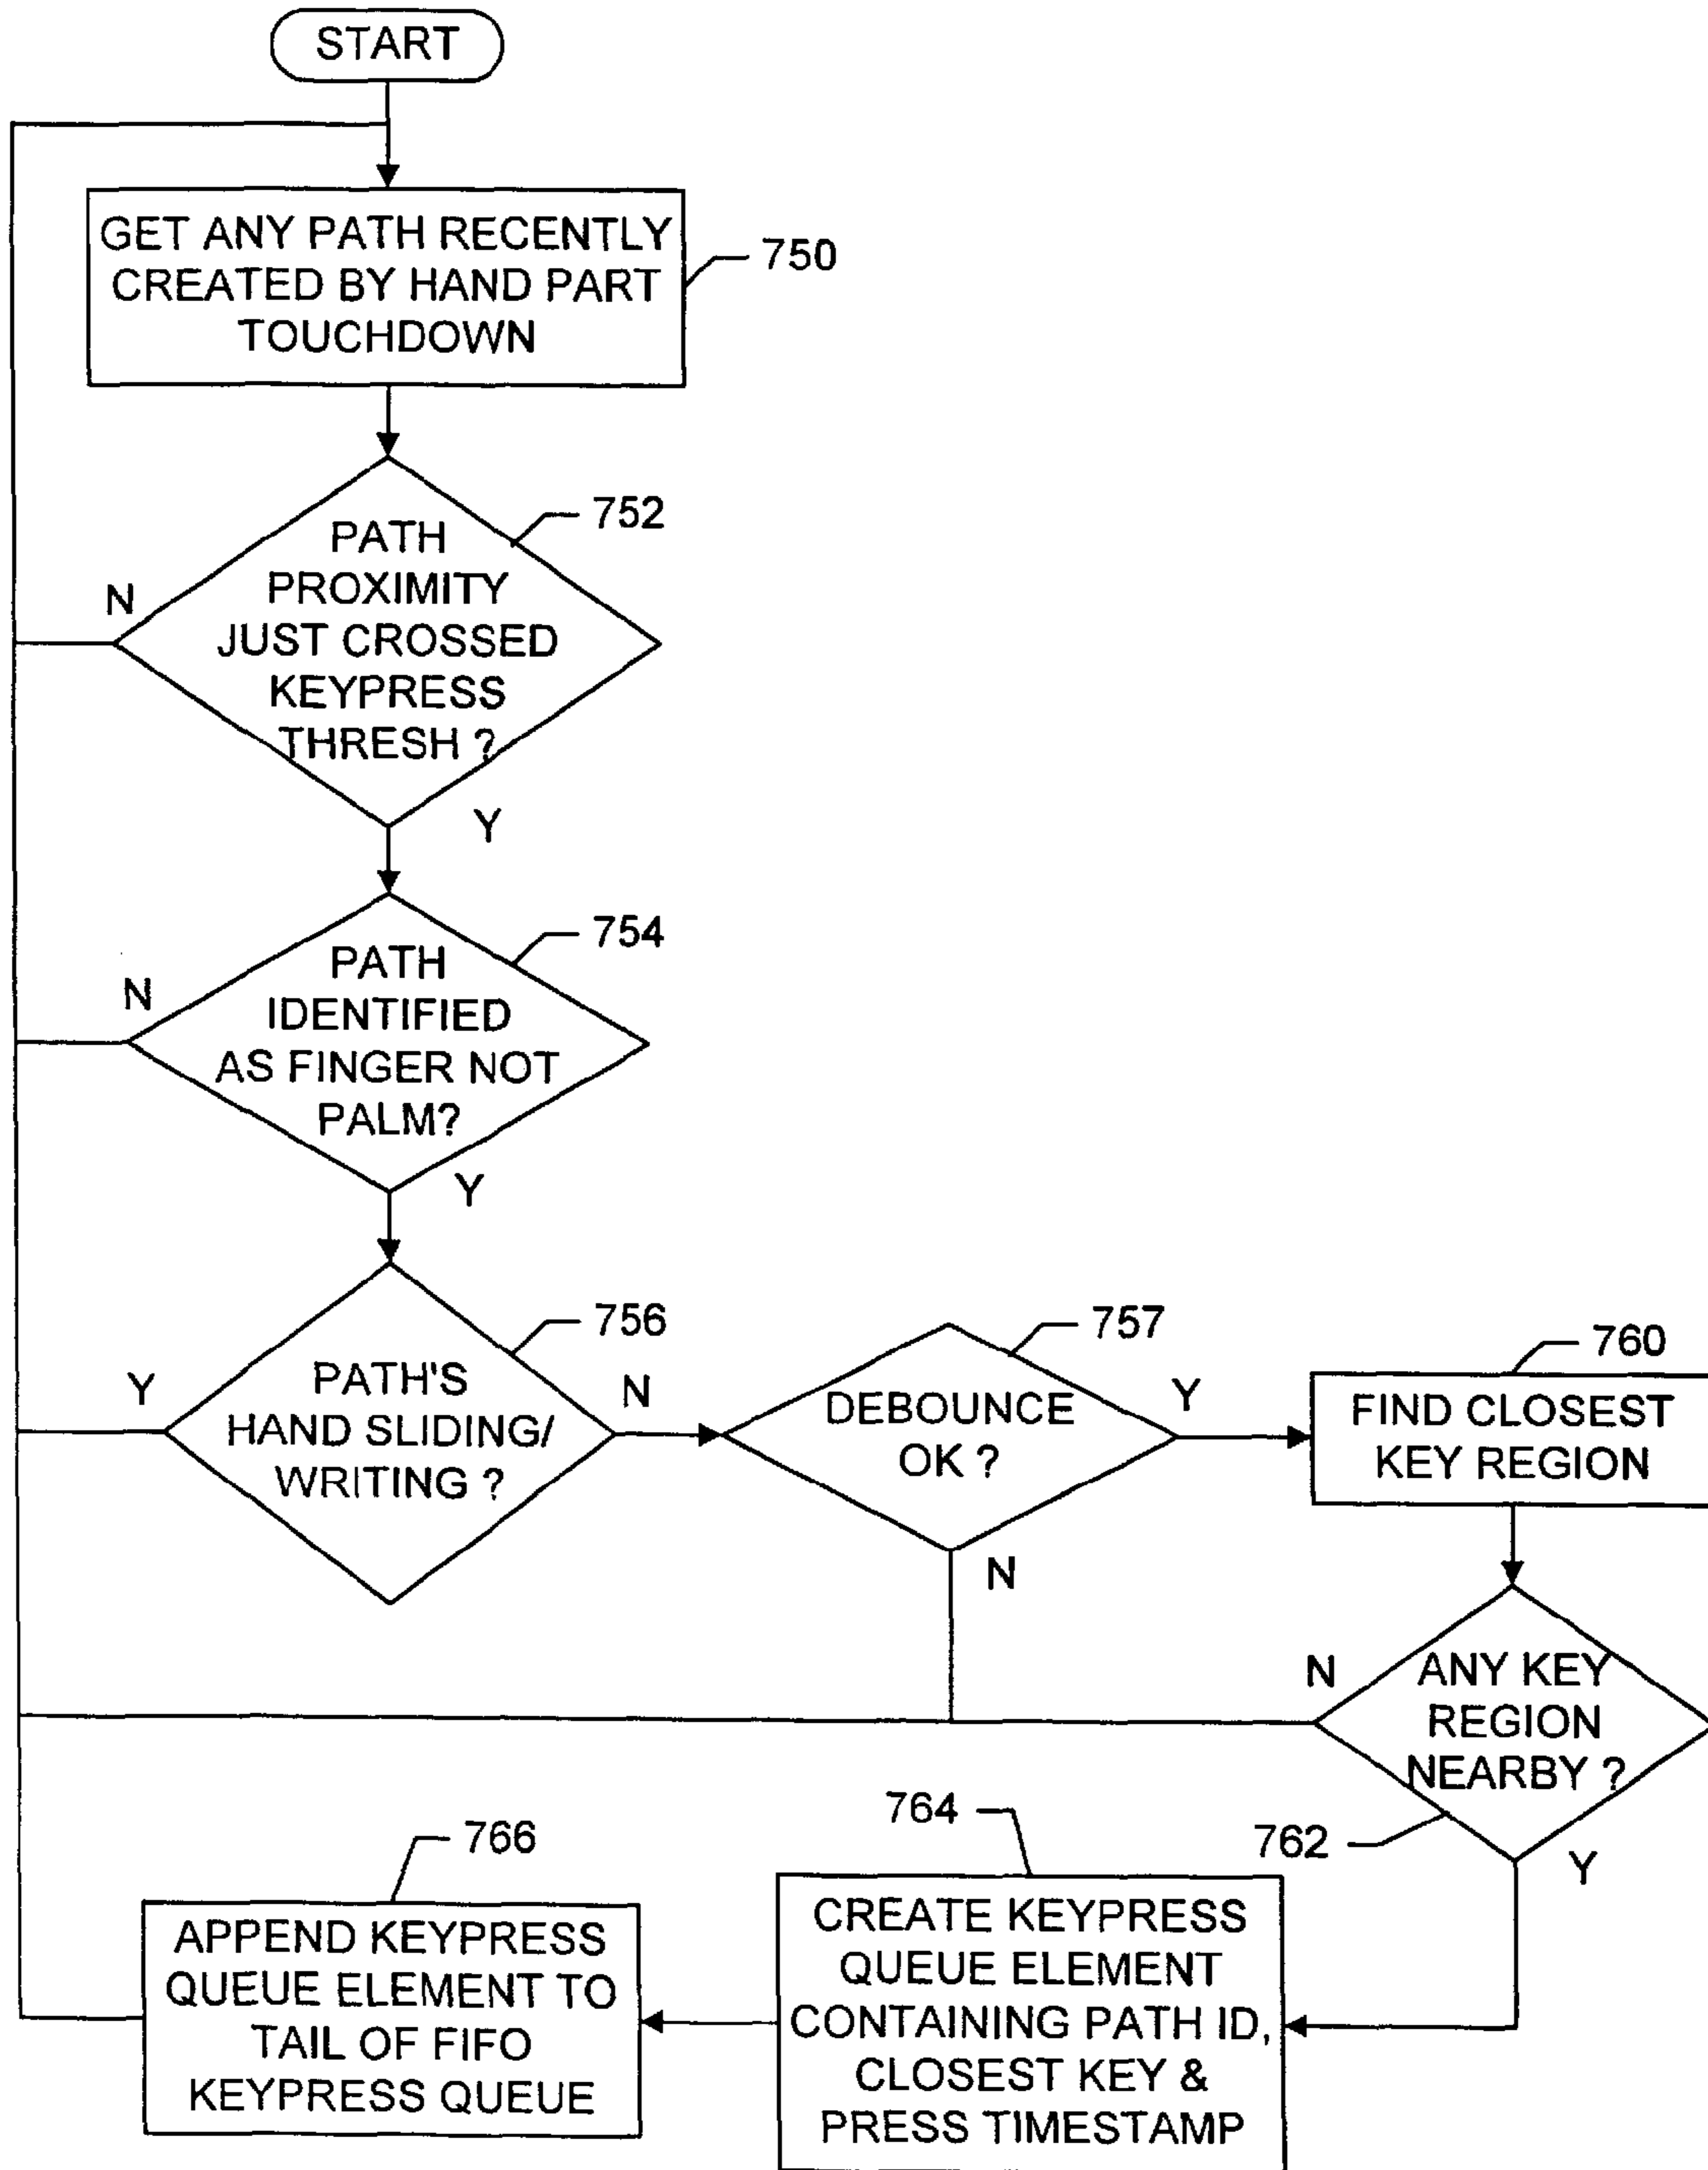 START
GET ANY PATH RECENTLY
CREATED BY HAND PART
TOUCHDOWN
750
752
PATH
PROXIMITY
JUST CROSSED
KEYPRESS
THRESH ?
N
Y
754
PATH
IDENTIFIED
AS FINGER NOT
PALM?
N
Y
756
PATH'S
HAND SLIDING/
WRITING ?
Y
N
757
DEBOUNCE
OK ?
Y
N
760
FIND CLOSEST
KEY REGION
ANY KEY
REGION
NEARBY ?
N
762
Y
764
CREATE KEYPRESS
QUEUE ELEMENT
CONTAINING PATH ID,
CLOSEST KEY &
PRESS TIMESTAMP
766
APPEND KEYPRESS
QUEUE ELEMENT TO
TAIL OF FIFO
KEYPRESS QUEUE